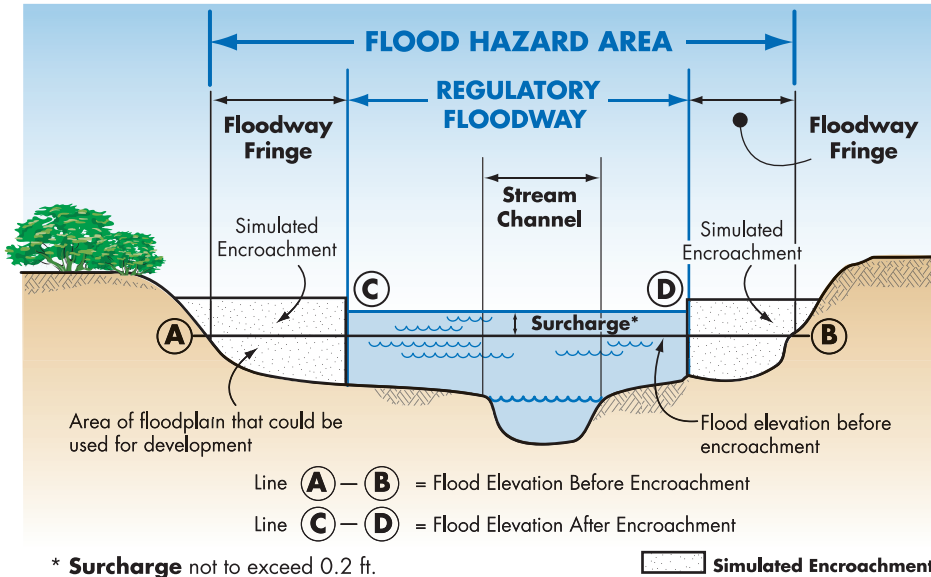 FLOOD HAZARD AREA
REGULATORY
FLOODWAY
Floodway
Fringe
Floodway
Fringe
Stream
Channel
Simulated
Encroachment
Simulated
Encroachment
C
D
Surcharge*
A
B
Area of floodplain that could be
used for development
Flood elevation before
encroachment
Line A — B = Flood Elevation Before Encroachment
Line C — D = Flood Elevation After Encroachment
* Surcharge not to exceed 0.2 ft.
Simulated Encroachment